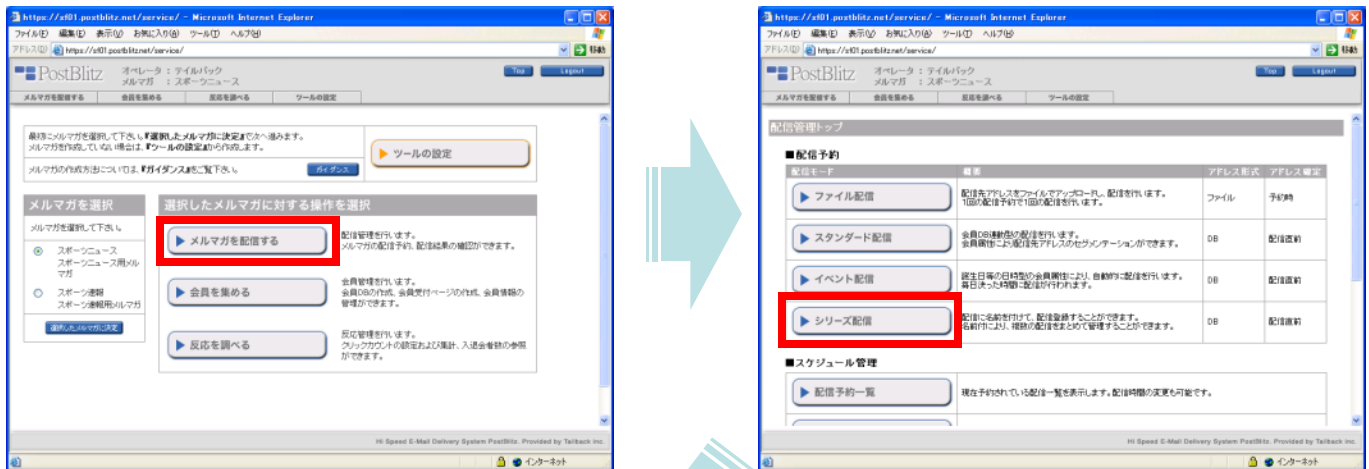 https://sf01.postblitz.net/service/ - Microsoft Internet Explorer
ファイル(F) 編集(E) 表示(V) お気に入り(A) ツール(T) ヘルプ(H)
アドレス(D) https://sf01.postblitz.net/service/ 移動
PostBlitz オペレータ : テイルバック
メルマガ : スポーツニュース
Top Logout
メルマガを配信する 会員を集める 反応を調べる ツールの設定
最初にメルマガを選択して下さい。『選択したメルマガに決定』で次へ進みます。
メルマガを作成していない場合は、『ツールの設定』から作成します。
ツールの設定
メルマガの作成方法については、『ガイダンス』をご覧下さい。 ガイダンス
メルマガを選択
メルマガを選択して下さい。
スポーツニュース
スポーツニュース用メルマガ
スポーツ速報
スポーツ速報用メルマガ
選択したメルマガに決定
選択したメルマガに対する操作を選択
メルマガを配信する
配信管理を行います。
メルマガの配信予約、配信結果の確認ができます。
会員を集める
会員管理を行います。
会員DBの作成、会員受付ページの作成、会員情報の
管理ができます。
反応を調べる
反応管理を行います。
クリックカウントの設定および集計、入退会者数の参照
ができます。
Hi Speed E-Mail Delivery System PostBlitz. Provided by Tailback Inc.
インターネット
https://sf01.postblitz.net/service/ - Microsoft Internet Explorer
ファイル(F) 編集(E) 表示(V) お気に入り(A) ツール(T) ヘルプ(H)
アドレス(D) https://sf01.postblitz.net/service/ 移動
PostBlitz オペレータ : テイルバック
メルマガ : スポーツニュース
Top Logout
メルマガを配信する 会員を集める 反応を調べる ツールの設定
配信管理トップ
■配信予約
配信モード 概要 アドレス形式 アドレス確定
ファイル配信
配信先アドレスをファイルでアップロードし、配信を行います。
1回の配信予約で1回の配信を行います。
ファイル 予約時
スタンダード配信
会員DB連動型の配信を行います。
会員属性により配信先アドレスのセグメンテーションができます。
DB 配信直前
イベント配信
誕生日等の日時型の会員属性により、自動的に配信を行います。
毎日決った時間に配信が行われます。
DB 配信直前
シリーズ配信
配信に名前を付けて、配信登録することができます。
名前付により、複数の配信をまとめて管理することができます。
DB 配信直前
■スケジュール管理
配信予約一覧 現在予約されている配信一覧を表示します。配信時間の変更も可能です。
Hi Speed E-Mail Delivery System PostBlitz. Provided by Tailback Inc.
インターネット